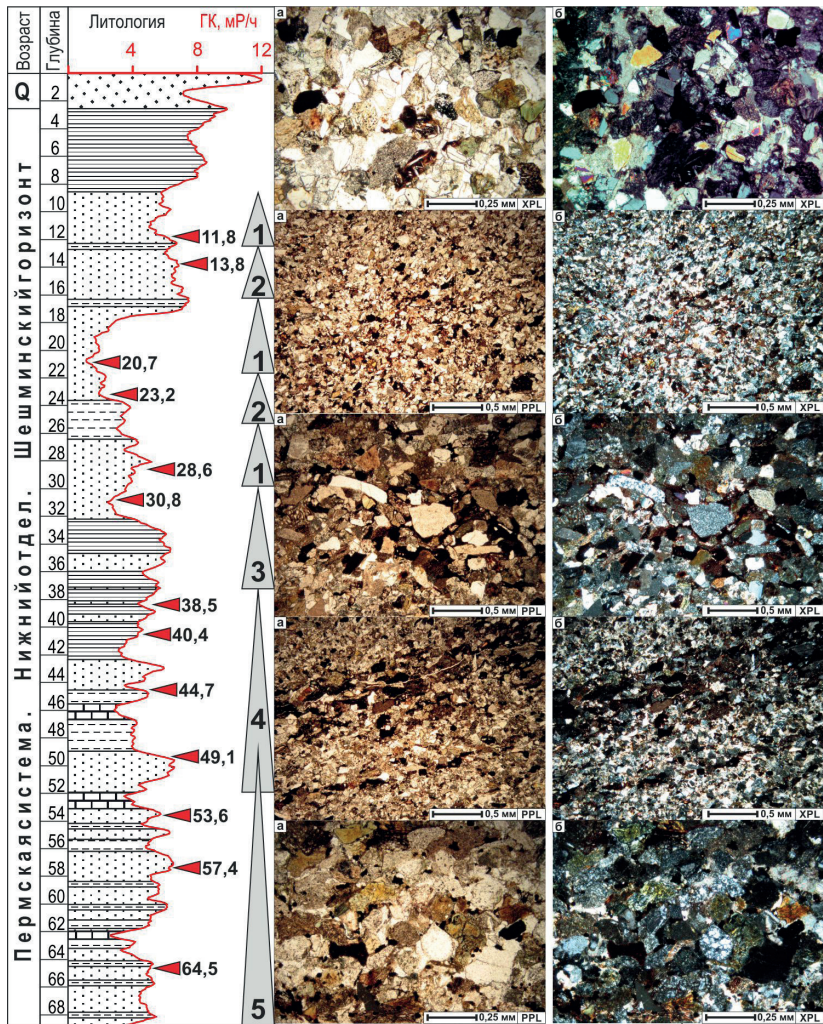 Возраст
Глубина
Литология
ГК, мР/ч
4
8
12
Q
Пермская система. Нижний отдел. Шешминский горизонт
2
4
6
8
10
12
14
16
18
20
22
24
26
28
30
32
34
36
38
40
42
44
46
48
50
52
54
56
58
60
62
64
66
68
11,8
13,8
20,7
23,2
28,6
30,8
38,5
40,4
44,7
49,1
53,6
57,4
64,5
1
2
1
2
1
3
4
5
а
0,25 мм XPL
б
0,25 мм XPL
а
0,5 мм PPL
б
0,5 мм XPL
а
0,5 мм PPL
б
0,5 мм XPL
а
0,5 мм PPL
б
0,5 мм XPL
а
0,25 мм PPL
б
0,25 мм XPL